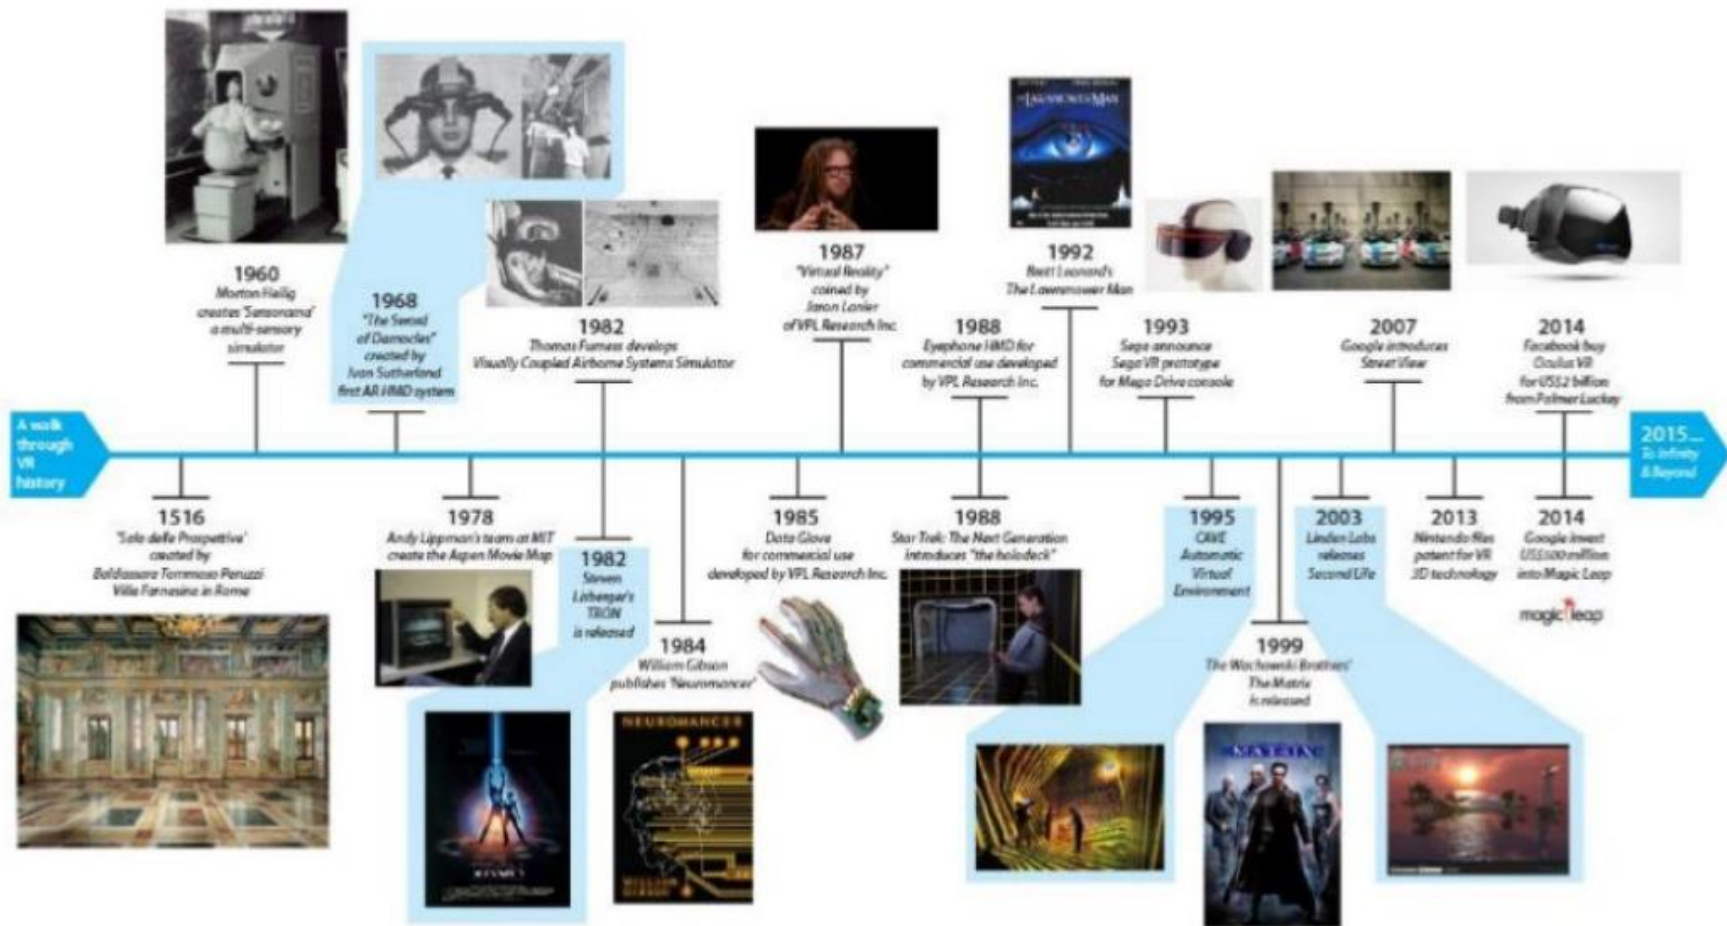 A walk
through
VR
history
1516
'Sala delle Prospettive'
created by
Baldassare Tommaso Peruzzi
Villa Farnesina in Rome
1960
Morton Heilig
creates 'Sensorama'
a multi-sensory
simulator
1968
"The Sword
of Damocles"
created by
Ivan Sutherland
first AR HMD system
1978
Andy Lippman's team at MIT
create the Aspen Movie Map
1982
Thomas Furness develops
Visually Coupled Airborne Systems Simulator
1982
Steven
Lisberger's
TRON
is released
1984
William Gibson
publishes 'Neuromancer'
NEUROMANCER
WILLIAM
GIBSON
1985
Data Glove
for commercial use
developed by VPL Research Inc.
1987
"Virtual Reality"
coined by
Jaron Lanier
of VPL Research Inc
1988
Eyephone HMD for
commercial use developed
by VPL Research Inc.
1988
Star Trek: The Next Generation
introduces "the holodeck"
THE LAWNMOWER MAN
1992
Brett Leonard's
The Lawnmower Man
1993
Sega announce
Sega VR prototype
for Mega Drive console
1995
CAVE
Automatic
Virtual
Environment
1999
The Wachowski Brothers'
The Matrix
is released
MATRIX
2003
Linden Labs
releases
Second Life
2007
Google introduces
Street View
2013
Nintendo files
patent for VR
3D technology
2014
Facebook buy
Oculus VR
for US$2 billion
from Palmer Luckey
2014
Google invest
US$500 million
into Magic Leap
magic leap
2015...
To Infinity
& Beyond